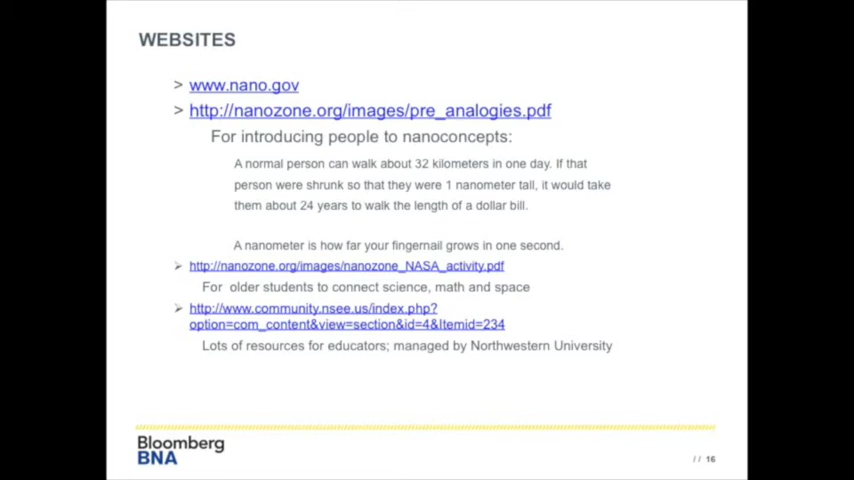 WEBSITES
> www.nano.gov
> http://nanozone.org/images/pre_analogies.pdf
For introducing people to nanoconcepts:
A normal person can walk about 32 kilometers in one day. If that
person were shrunk so that they were 1 nanometer tall, it would take
them about 24 years to walk the length of a dollar bill.
A nanometer is how far your fingernail grows in one second.
➢ http://nanozone.org/images/nanozone_NASA_activity.pdf
For older students to connect science, math and space
➢ http://www.community.nsee.us/index.php?
option=com_content&view=section&id=4&Itemid=234
Lots of resources for educators; managed by Northwestern University
Bloomberg
BNA
// 16